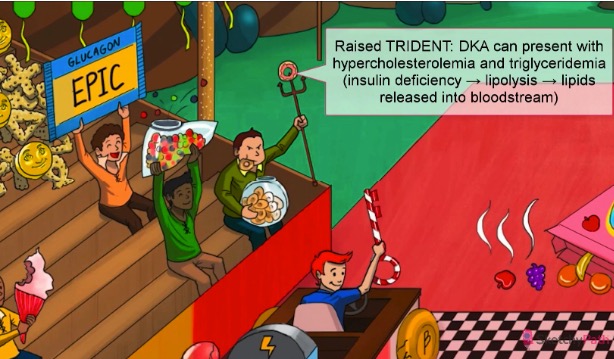 GLUCAGON
EPIC
Raised TRIDENT: DKA can present with
hypercholesterolemia and triglyceridemia
(insulin deficiency → lipolysis → lipids
released into bloodstream)
B